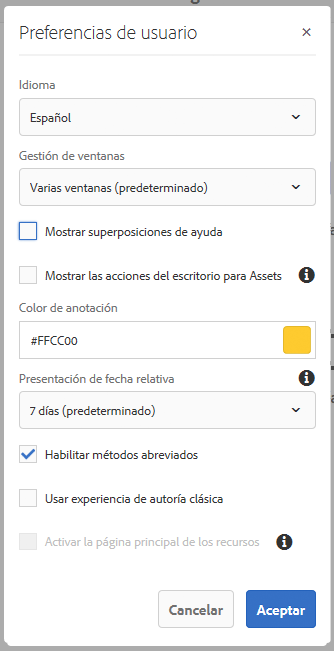 Preferencias de usuario
Idioma
Español
Gestión de ventanas
Varias ventanas (predeterminado)
Mostrar superposiciones de ayuda
Mostrar las acciones del escritorio para Assets
Color de anotación
#FFCC00
Presentación de fecha relativa
7 días (predeterminado)
Habilitar métodos abreviados
Usar experiencia de autoría clásica
Activar la página principal de los recursos
Cancelar Aceptar